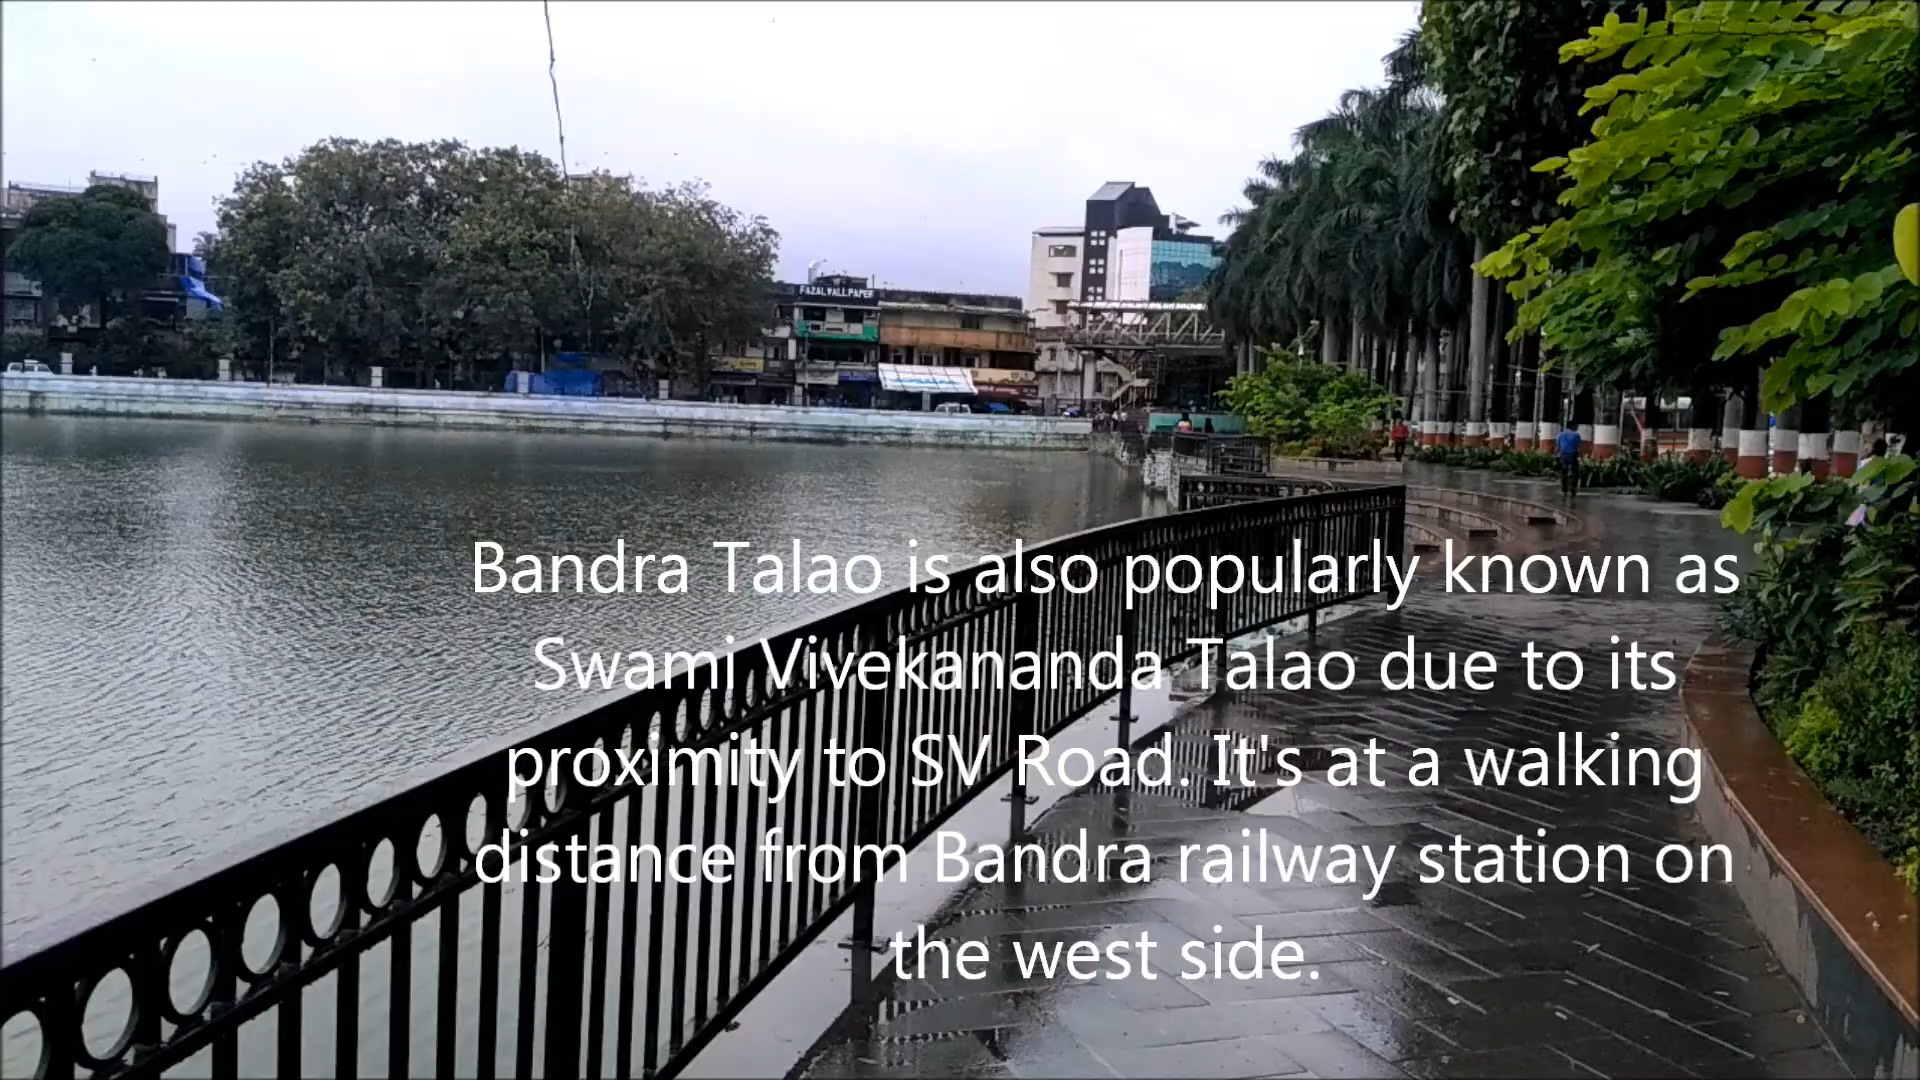 FAZAL WALLPAPER
Bandra Talao is also popularly known as
Swami Vivekananda Talao due to its
proximity to SV Road. It's at a walking
distance from Bandra railway station on
the west side.